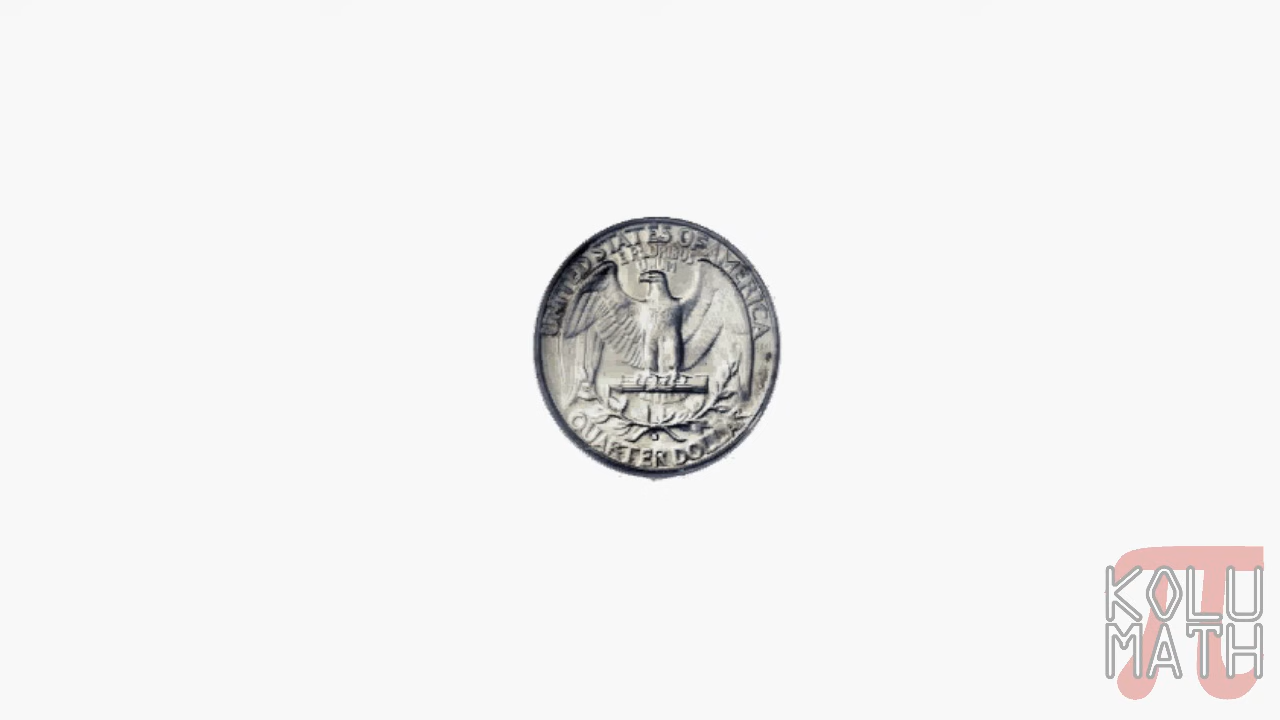 UNITED STATES OF AMERICA
E PLURIBUS
UNUM
QUARTER DOLLAR
KOLU
MATH